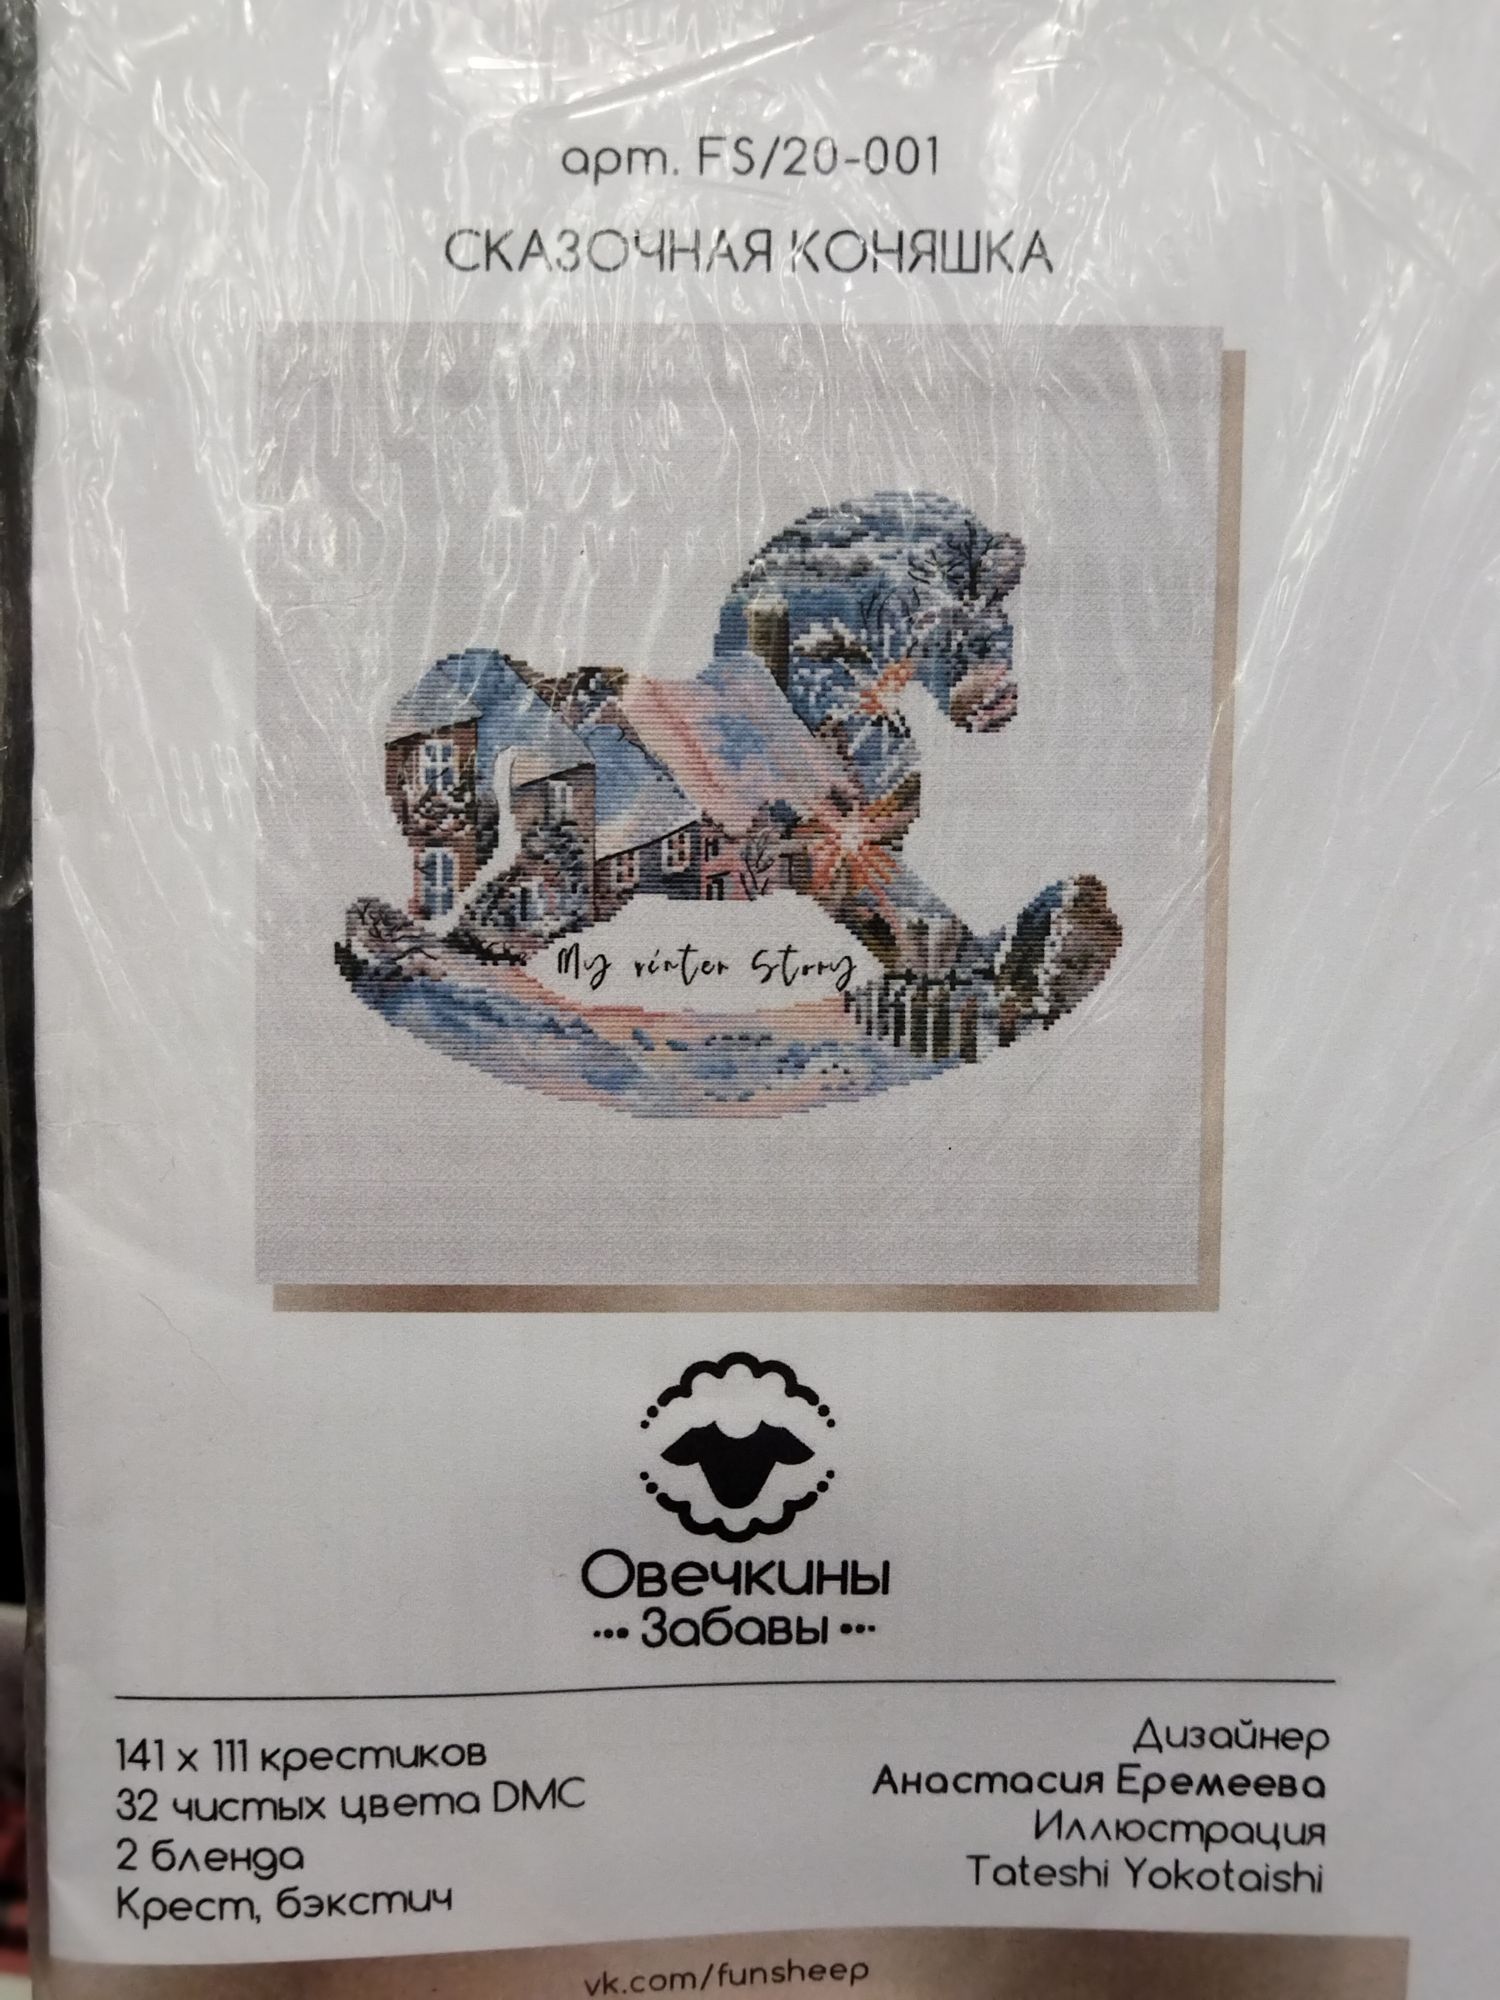 арт. FS/20-001
СКАЗОЧНАЯ КОНЯШКА
My vinter Story
Овечкины
Забавы
141 х 111 крестиков
32 чистых цвета DMC
2 бленда
Крест, бэкстич
Дизайнер
Анастасия Еремеева
Иллюстрация
Tateshi Yokotaishi
vk.com/funsheep